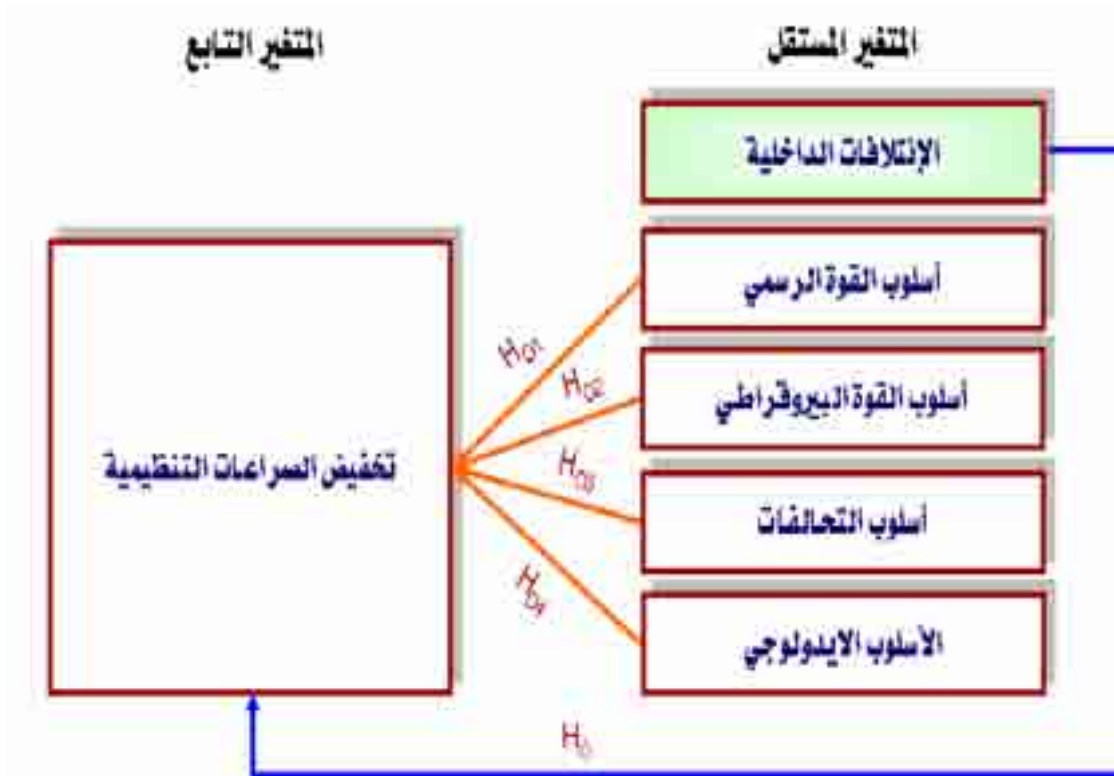 المتغير المستقل
المتغير التابع
الإئتلافات الداخلية
أسلوب القوة الرسمي
أسلوب القوة البيروقراطي
أسلوب التحالفات
الأسلوب الايدولوجي
تخفيض الصراعات التنظيمية
H01
H02
H03
H04
H0